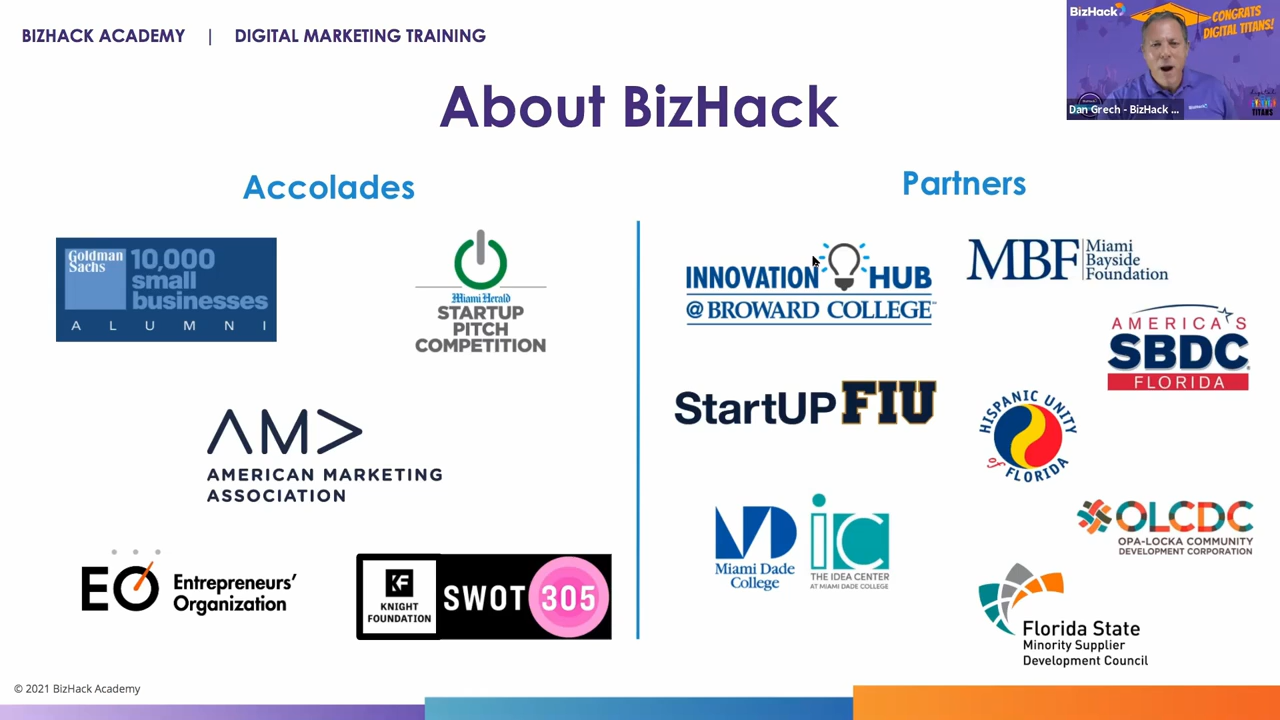 BIZHACK ACADEMY | DIGITAL MARKETING TRAINING
BizHack
CONGRATS
DIGITAL TITANS!
Dan Grech - BizHack ...
About BizHack
Accolades
Goldman
Sachs
10,000
small
businesses
ALUMNI
Miami Herald
STARTUP
PITCH
COMPETITION
AMA
AMERICAN MARKETING
ASSOCIATION
EO Entrepreneurs'
Organization
KF
KNIGHT
FOUNDATION
SWOT 305
Partners
INNOVATION HUB
@ BROWARD COLLEGE
MBF Miami
Bayside
Foundation
AMERICA'S
SBDC
FLORIDA
StartUP FIU
HISPANIC UNITY
of FLORIDA
MD
Miami Dade
College
ic
THE IDEA CENTER
AT MIAMI DADE COLLEGE
OLCDC
OPA-LOCKA COMMUNITY
DEVELOPMENT CORPORATION
Florida State
Minority Supplier
Development Council
© 2021 BizHack Academy